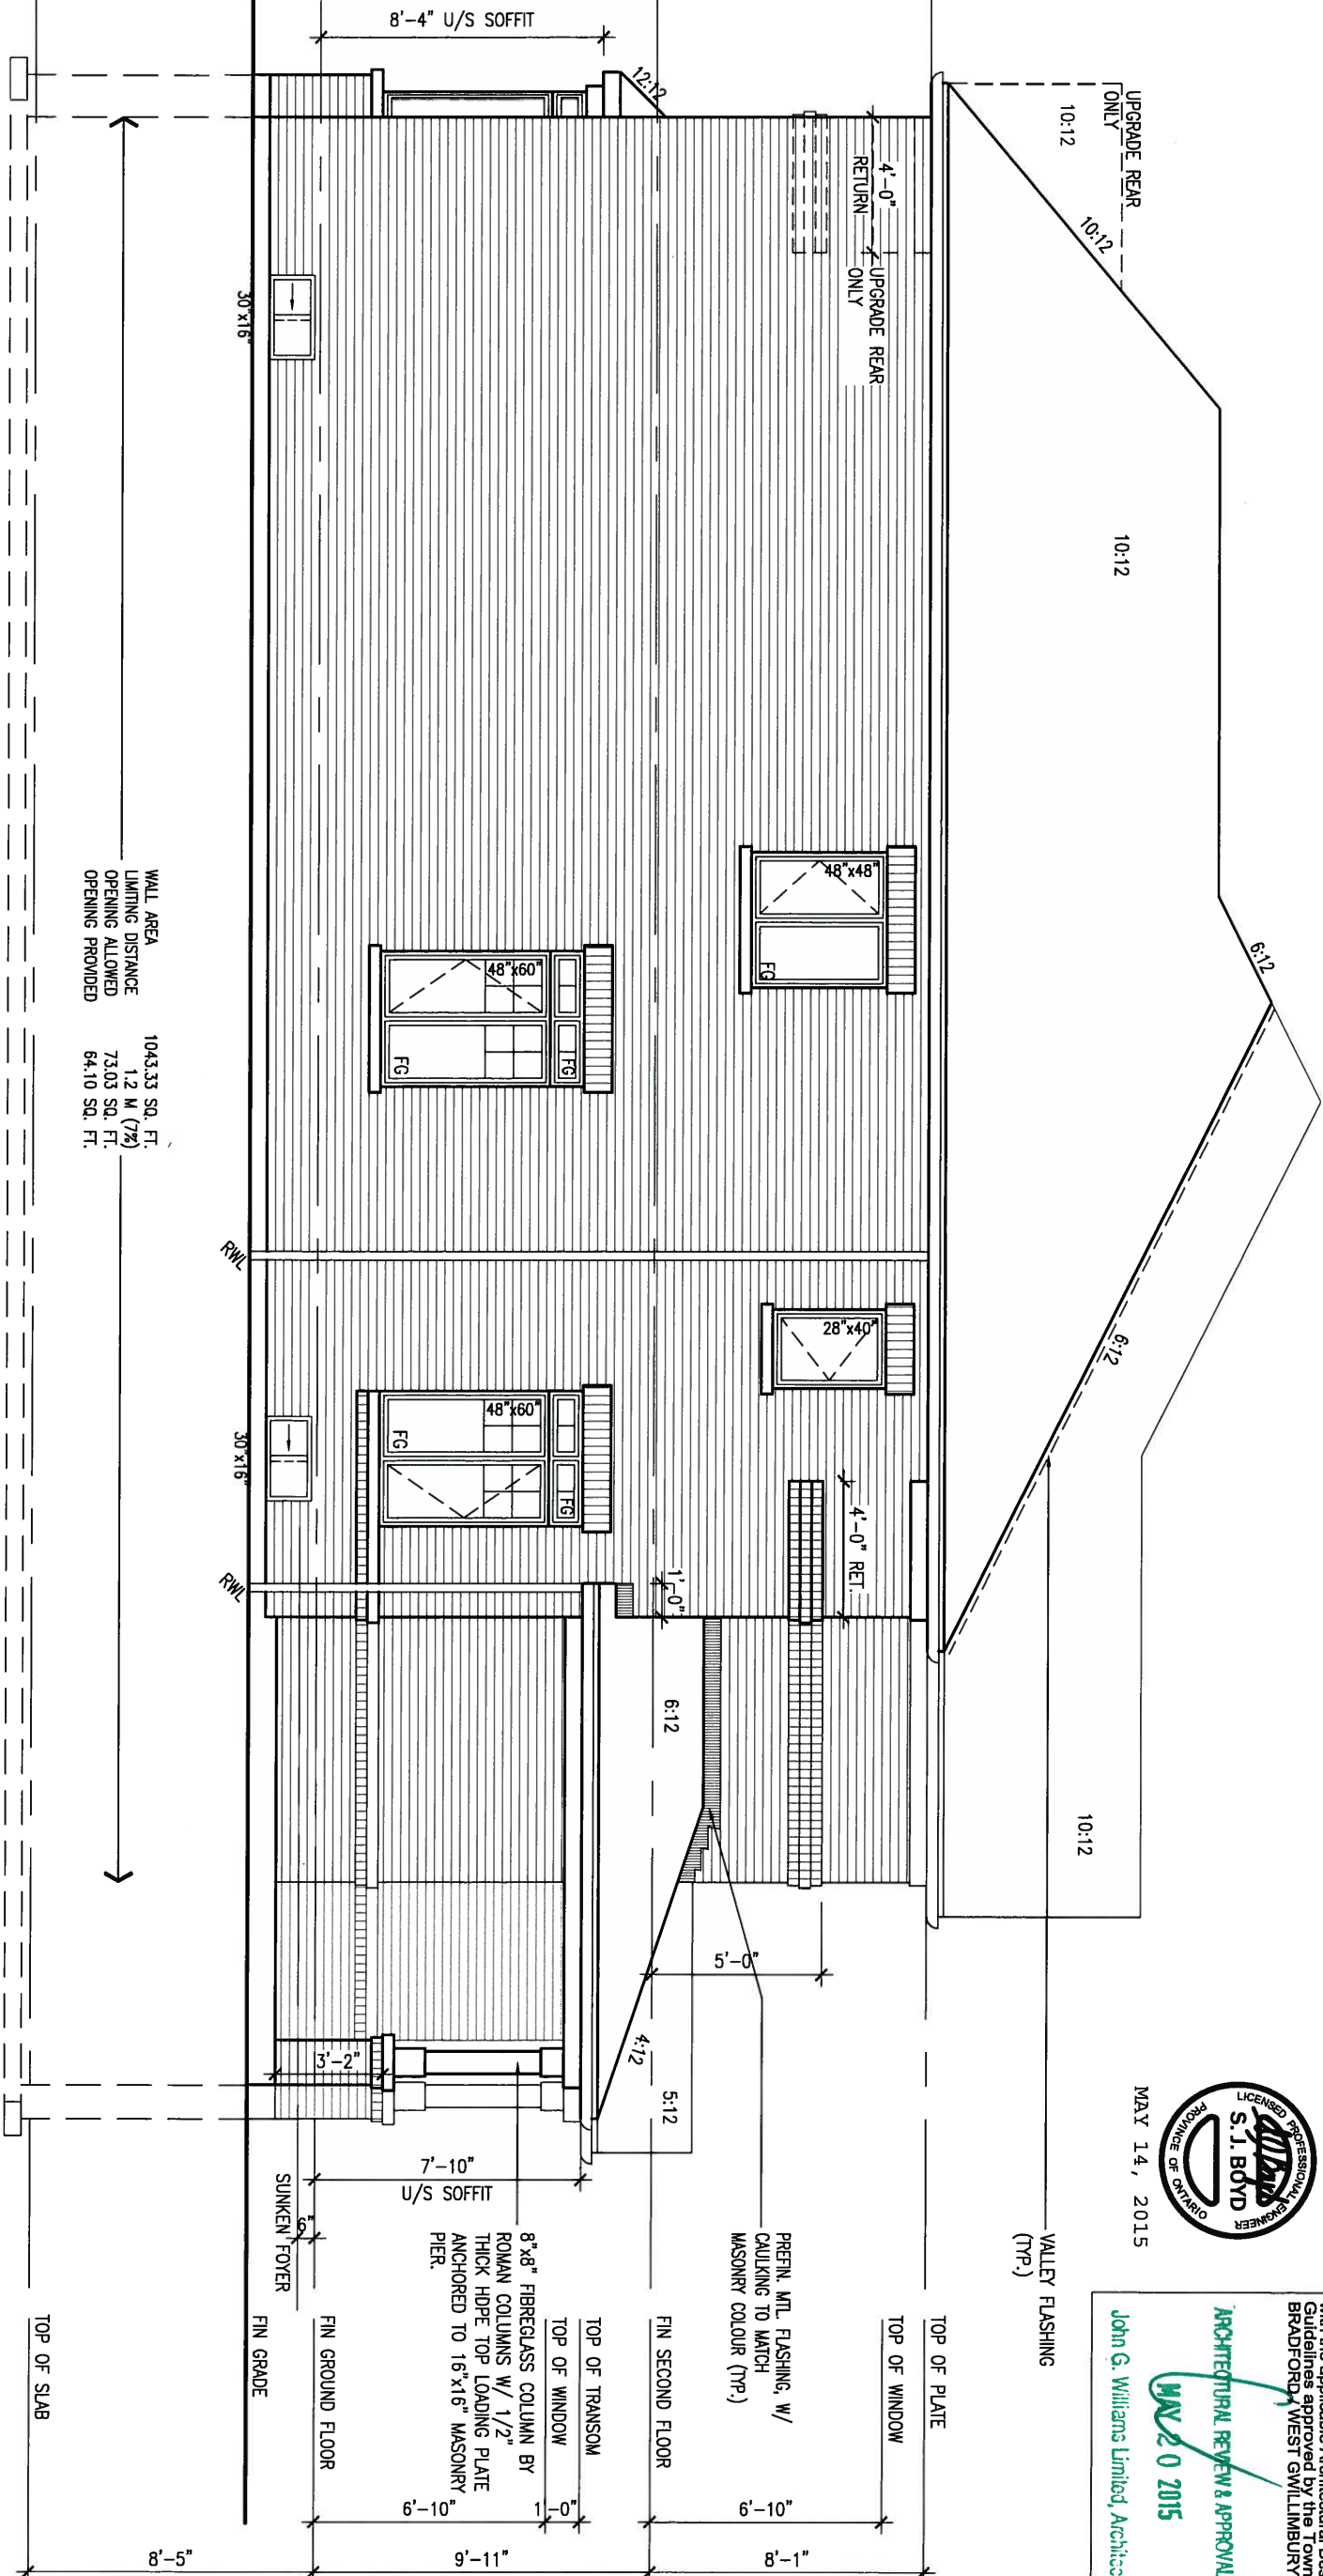 8'-4" U/S SOFFIT
12:12
UPGRADE REAR
ONLY
10:12
10:12
4'-0"
RETURN
UPGRADE REAR
ONLY
30"x16"
10:12
6:12
48"x48"
FG
48"x60"
FG
FG
WALL AREA 1043.33 SQ. FT.
LIMITING DISTANCE 1.2 M (7%)
OPENING ALLOWED 73.03 SQ. FT.
OPENING PROVIDED 64.10 SQ. FT.
RWL
28"x40"
6:12
48"x60"
FG
FG
30"x16"
4'-0" RET.
1'-0"
RWL
6:12
10:12
5'-0"
4:12
5:12
3'-2"
7'-10"
U/S SOFFIT
6"
SUNKEN FOYER
8"x8" FIBREGLASS COLUMN BY
ROMAN COLUMNS W/ 1/2"
THICK HDPE TOP LOADING PLATE
ANCHORED TO 16"x16" MASONRY
PIER.
PREFIN. MTL. FLASHING, W/
CAULKING TO MATCH
MASONRY COLOUR (TYP.)
VALLEY FLASHING
(TYP.)
TOP OF PLATE
TOP OF WINDOW
FIN SECOND FLOOR
TOP OF TRANSOM
TOP OF WINDOW
FIN GROUND FLOOR
FIN GRADE
TOP OF SLAB
8'-1"
6'-10"
9'-11"
1'-0"
6'-10"
8'-5"
LICENSED PROFESSIONAL ENGINEER
S. J. BOYD
PROVINCE OF ONTARIO
MAY 14, 2015
Guidelines approved by the Town
BRADFORD / WEST GWILLIMBURY
ARCHITECTURAL REVIEW & APPROVAL
MAY 20 2015
John G. Williams Limited,